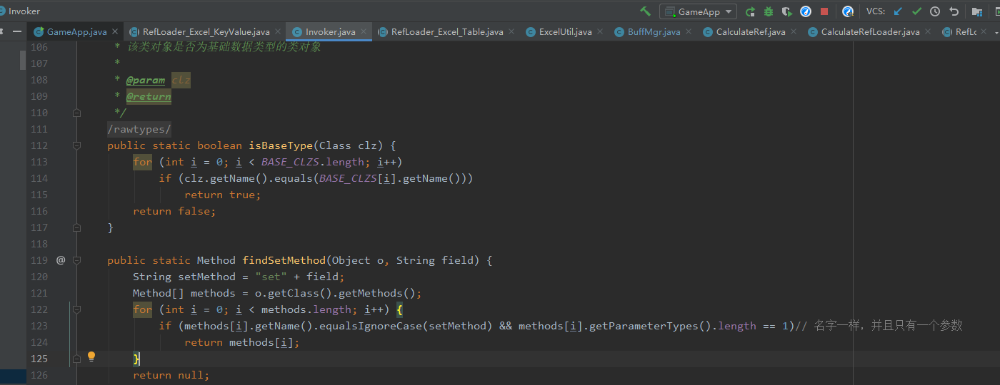 Invoker
GameApp
VCS:
GameApp.java
RefLoader_Excel_KeyValue.java
Invoker.java
RefLoader_Excel_Table.java
ExcelUtil.java
BuffMgr.java
CalculateRef.java
CalculateRefLoader.java
RefLo
106 * 该类对象是否为基础数据类型的类对象
107 *
108 * @param clz
109 * @return
110 */
111 /rawtypes/
112 public static boolean isBaseType(Class clz) {
113 for (int i = 0; i < BASE_CLZS.length; i++)
114 if (clz.getName().equals(BASE_CLZS[i].getName()))
115 return true;
116 return false;
117 }
118
119 @ public static Method findSetMethod(Object o, String field) {
120 String setMethod = "set" + field;
121 Method[] methods = o.getClass().getMethods();
122 for (int i = 0; i < methods.length; i++) {
123 if (methods[i].getName().equalsIgnoreCase(setMethod) && methods[i].getParameterTypes().length == 1)// 名字一样，并且只有一个参数
124 return methods[i];
125 }
126 return null;